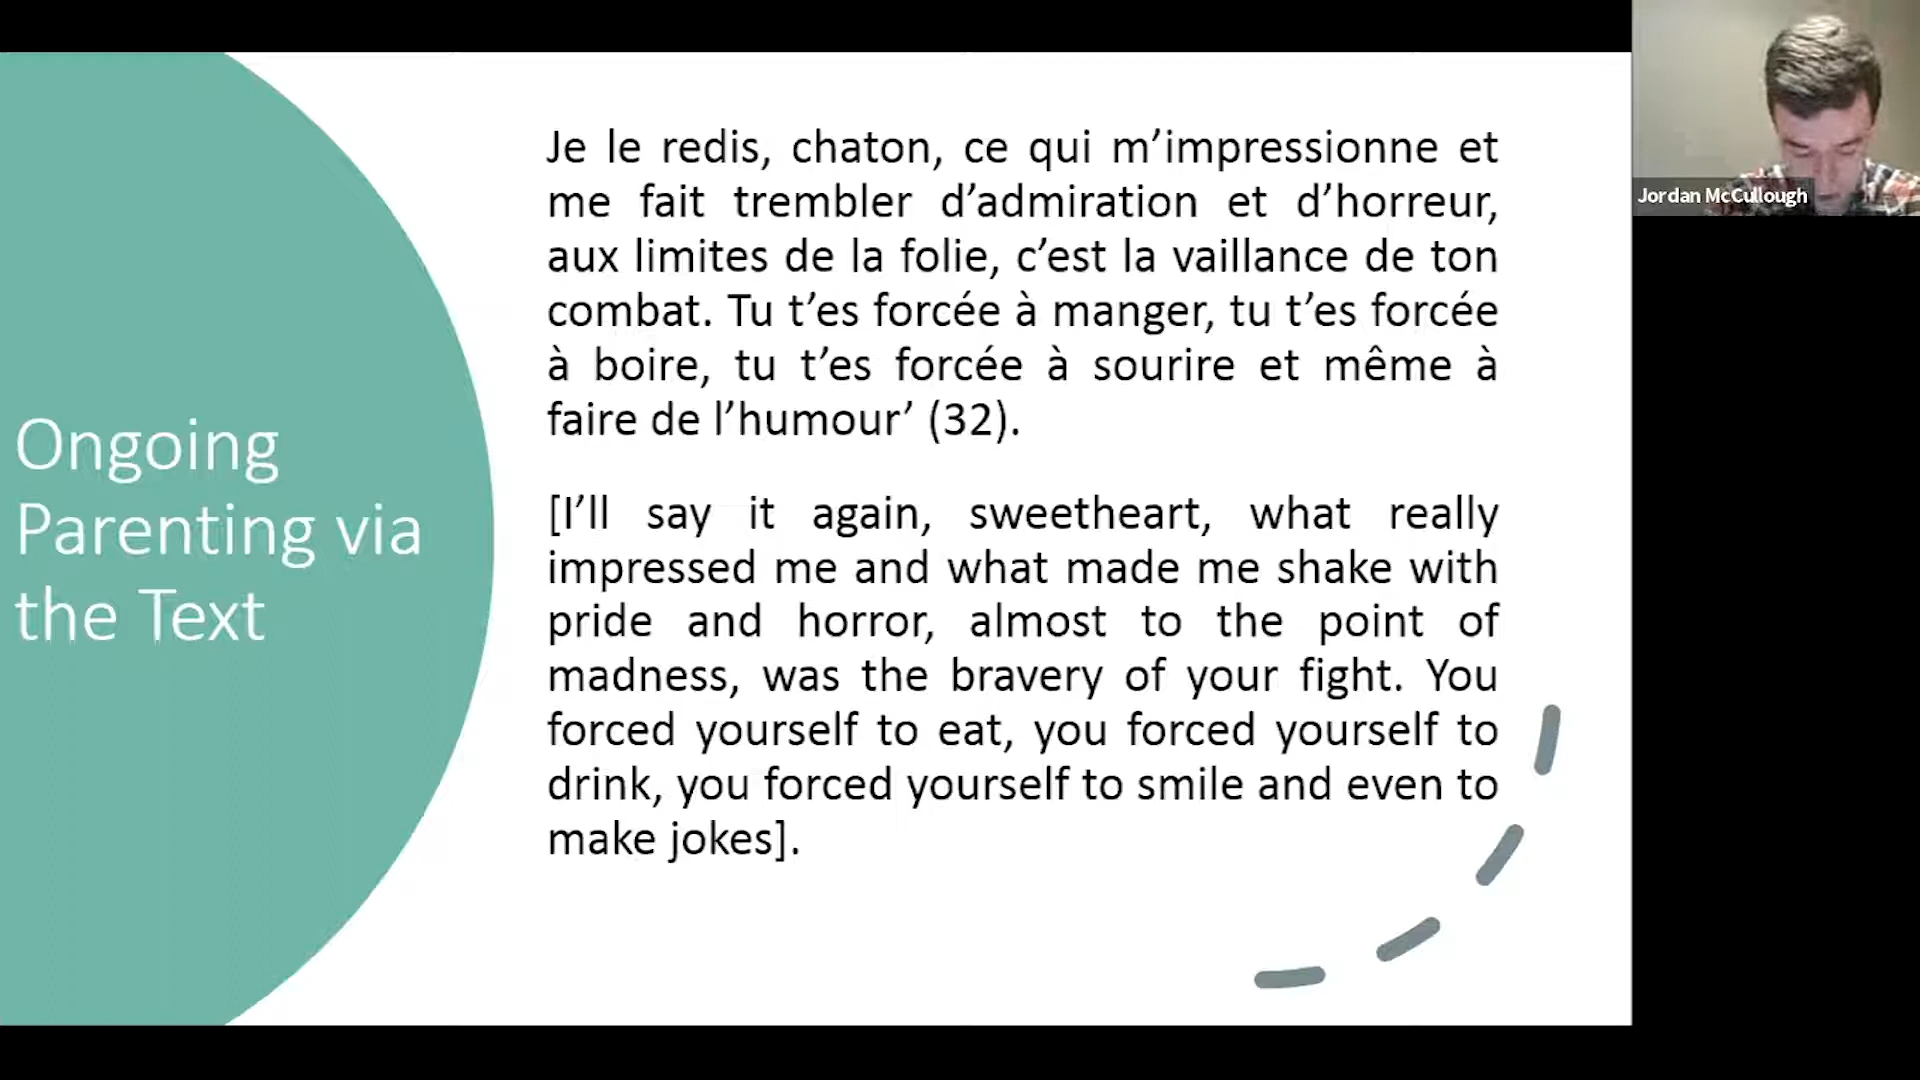 Ongoing
Parenting via
the Text
Je le redis, chaton, ce qui m’impressionne et
me fait trembler d’admiration et d’horreur,
aux limites de la folie, c’est la vaillance de ton
combat. Tu t’es forcée à manger, tu t’es forcée
à boire, tu t’es forcée à sourire et même à
faire de l’humour’ (32).
[I’ll say it again, sweetheart, what really
impressed me and what made me shake with
pride and horror, almost to the point of
madness, was the bravery of your fight. You
forced yourself to eat, you forced yourself to
drink, you forced yourself to smile and even to
make jokes].
Jordan McCullough